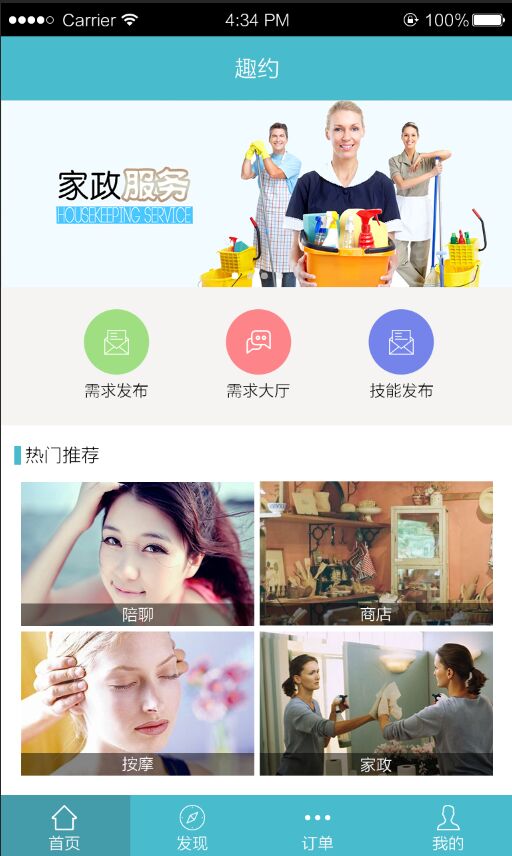 Carrier 4:34 PM 100%
趣约
家政服务
HOUSEKEEPING SERVICE
需求发布 需求大厅 技能发布
热门推荐
陪聊 商店
按摩 家政
首页 发现 订单 我的